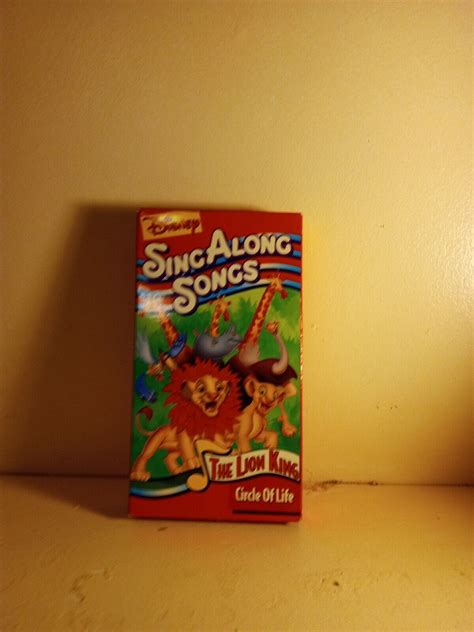 DISNEY
SING ALONG
SONGS
THE LION KING
Circle Of Life